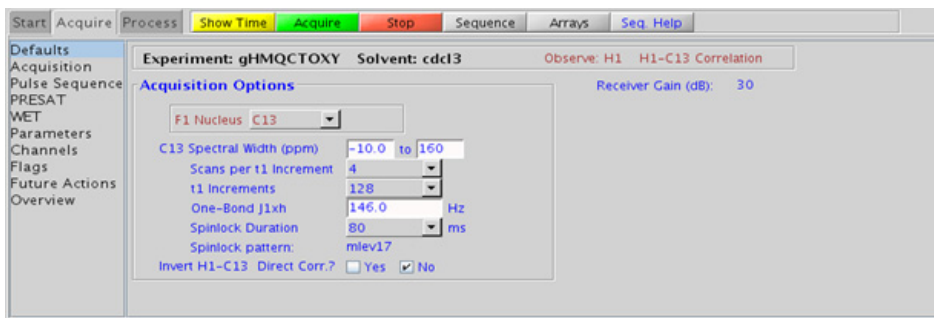 Start Acquire Process Show Time Acquire Stop Sequence Arrays Seq. Help
Defaults
Acquisition
Pulse Sequence
PRESAT
WET
Parameters
Channels
Flags
Future Actions
Overview
Experiment: gHMQCTOXY Solvent: cdcl3 Observe: H1 H1-C13 Correlation
Acquisition Options
Receiver Gain (dB): 30
F1 Nucleus C13
C13 Spectral Width (ppm) -10.0 to 160
Scans per t1 Increment 4
t1 Increments 128
One-Bond J1xh 146.0 Hz
Spinlock Duration 80 ms
Spinlock pattern: mlev17
Invert H1-C13 Direct Corr.? Yes No